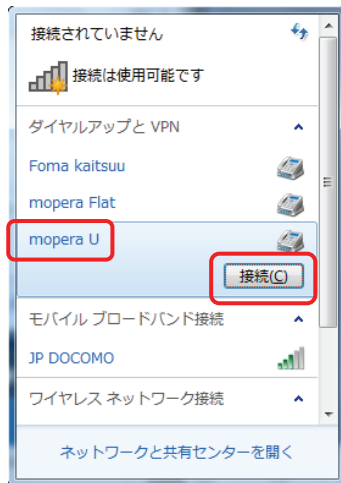 接続されていません
接続は使用可能です
ダイヤルアップと VPN
Foma kaitsuu
mopera Flat
mopera U
接続(C)
モバイル ブロードバンド接続
JP DOCOMO
ワイヤレス ネットワーク接続
ネットワークと共有センターを開く